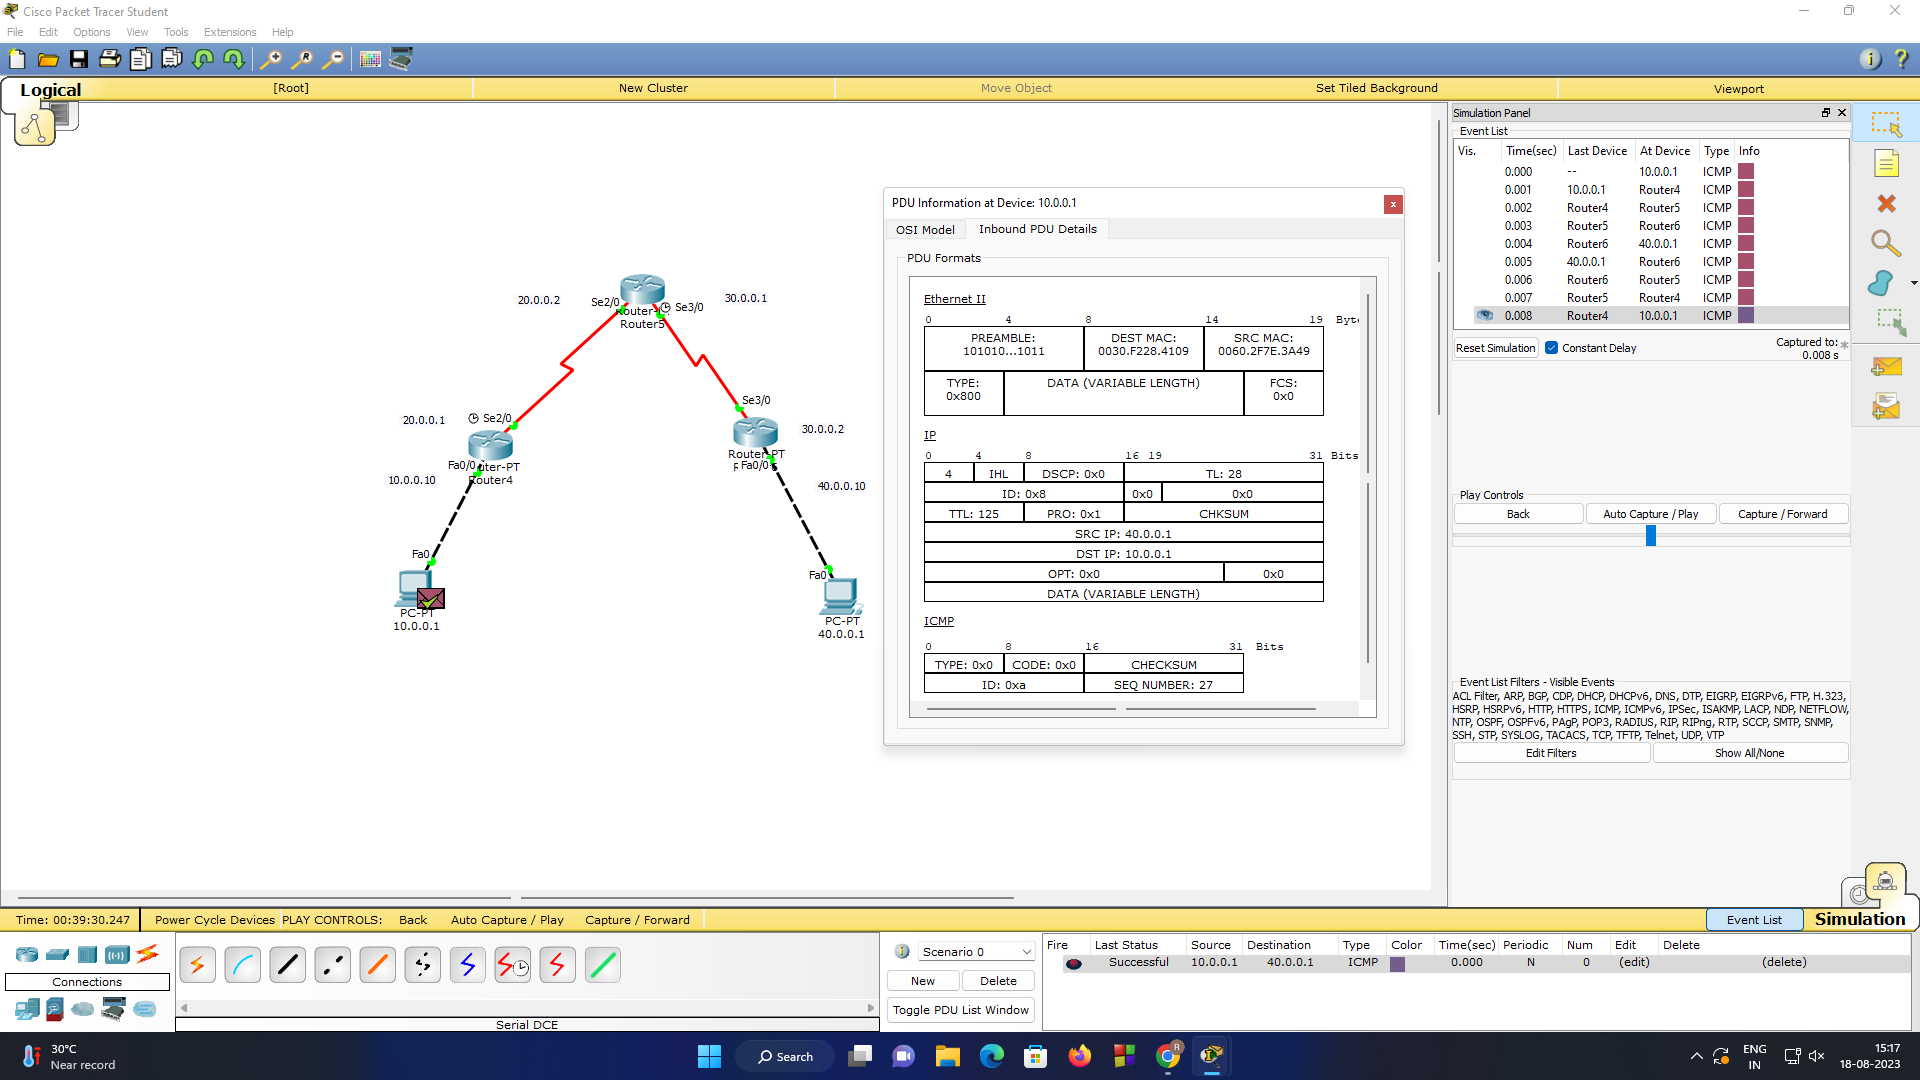 Cisco Packet Tracer Student
File Edit Options View Tools Extensions Help
Logical [Root] New Cluster Move Object Set Tiled Background Viewport
20.0.0.2 Se2/0 Se3/0 30.0.0.1
Router5
20.0.0.1 Se2/0
Fa0/0
Router4
10.0.0.10
Se3/0
30.0.0.2
Fa0/0
40.0.0.10
Fa0
PC-PT
10.0.0.1
Fa0
PC-PT
40.0.0.1
PDU Information at Device: 10.0.0.1
OSI Model Inbound PDU Details
PDU Formats
Ethernet II
0 4 8 14 19
PREAMBLE: DEST MAC: SRC MAC:
101010...1011 0030.F228.4109 0060.2F7E.3A49
TYPE: DATA (VARIABLE LENGTH) FCS:
0x800 0x0
IP
0 4 8 16 19 31 Bits
4 IHL DSCP: 0x0 TL: 28
ID: 0x8 0x0 0x0
TTL: 125 PRO: 0x1 CHKSUM
SRC IP: 40.0.0.1
DST IP: 10.0.0.1
OPT: 0x0 0x0
DATA (VARIABLE LENGTH)
ICMP
0 8 16 31 Bits
TYPE: 0x0 CODE: 0x0 CHECKSUM
ID: 0xa SEQ NUMBER: 27
Simulation Panel
Event List
Vis. Time(sec) Last Device At Device Type Info
0.000 -- 10.0.0.1 ICMP
0.001 10.0.0.1 Router4 ICMP
0.002 Router4 Router5 ICMP
0.003 Router5 Router6 ICMP
0.004 Router6 40.0.0.1 ICMP
0.005 40.0.0.1 Router6 ICMP
0.006 Router6 Router5 ICMP
0.007 Router5 Router4 ICMP
0.008 Router4 10.0.0.1 ICMP
Reset Simulation Constant Delay Captured to: *
0.008 s
Play Controls
Back Auto Capture / Play Capture / Forward
Event List Filters - Visible Events
ACL Filter, ARP, BGP, CDP, DHCP, DHCPv6, DNS, DTP, EIGRP, EIGRPv6, FTP, H.323,
HSRP, HSRPv6, HTTP, HTTPS, ICMP, ICMPv6, IPSec, ISAKMP, LACP, NDP, NETFLOW,
NTP, OSPF, OSPFv6, PAgP, POP3, RADIUS, RIP, RIPng, RTP, SCCP, SMTP, SNMP,
SSH, STP, SYSLOG, TACACS, TCP, TFTP, Telnet, UDP, VTP
Edit Filters Show All/None
Time: 00:39:30.247 Power Cycle Devices PLAY CONTROLS: Back Auto Capture / Play Capture / Forward Event List Simulation
Connections
Serial DCE
Scenario 0
New Delete
Toggle PDU List Window
Fire Last Status Source Destination Type Color Time(sec) Periodic Num Edit Delete
Successful 10.0.0.1 40.0.0.1 ICMP 0.000 N 0 (edit) (delete)
30°C
Near record
Search
ENG
IN
15:17
18-08-2023